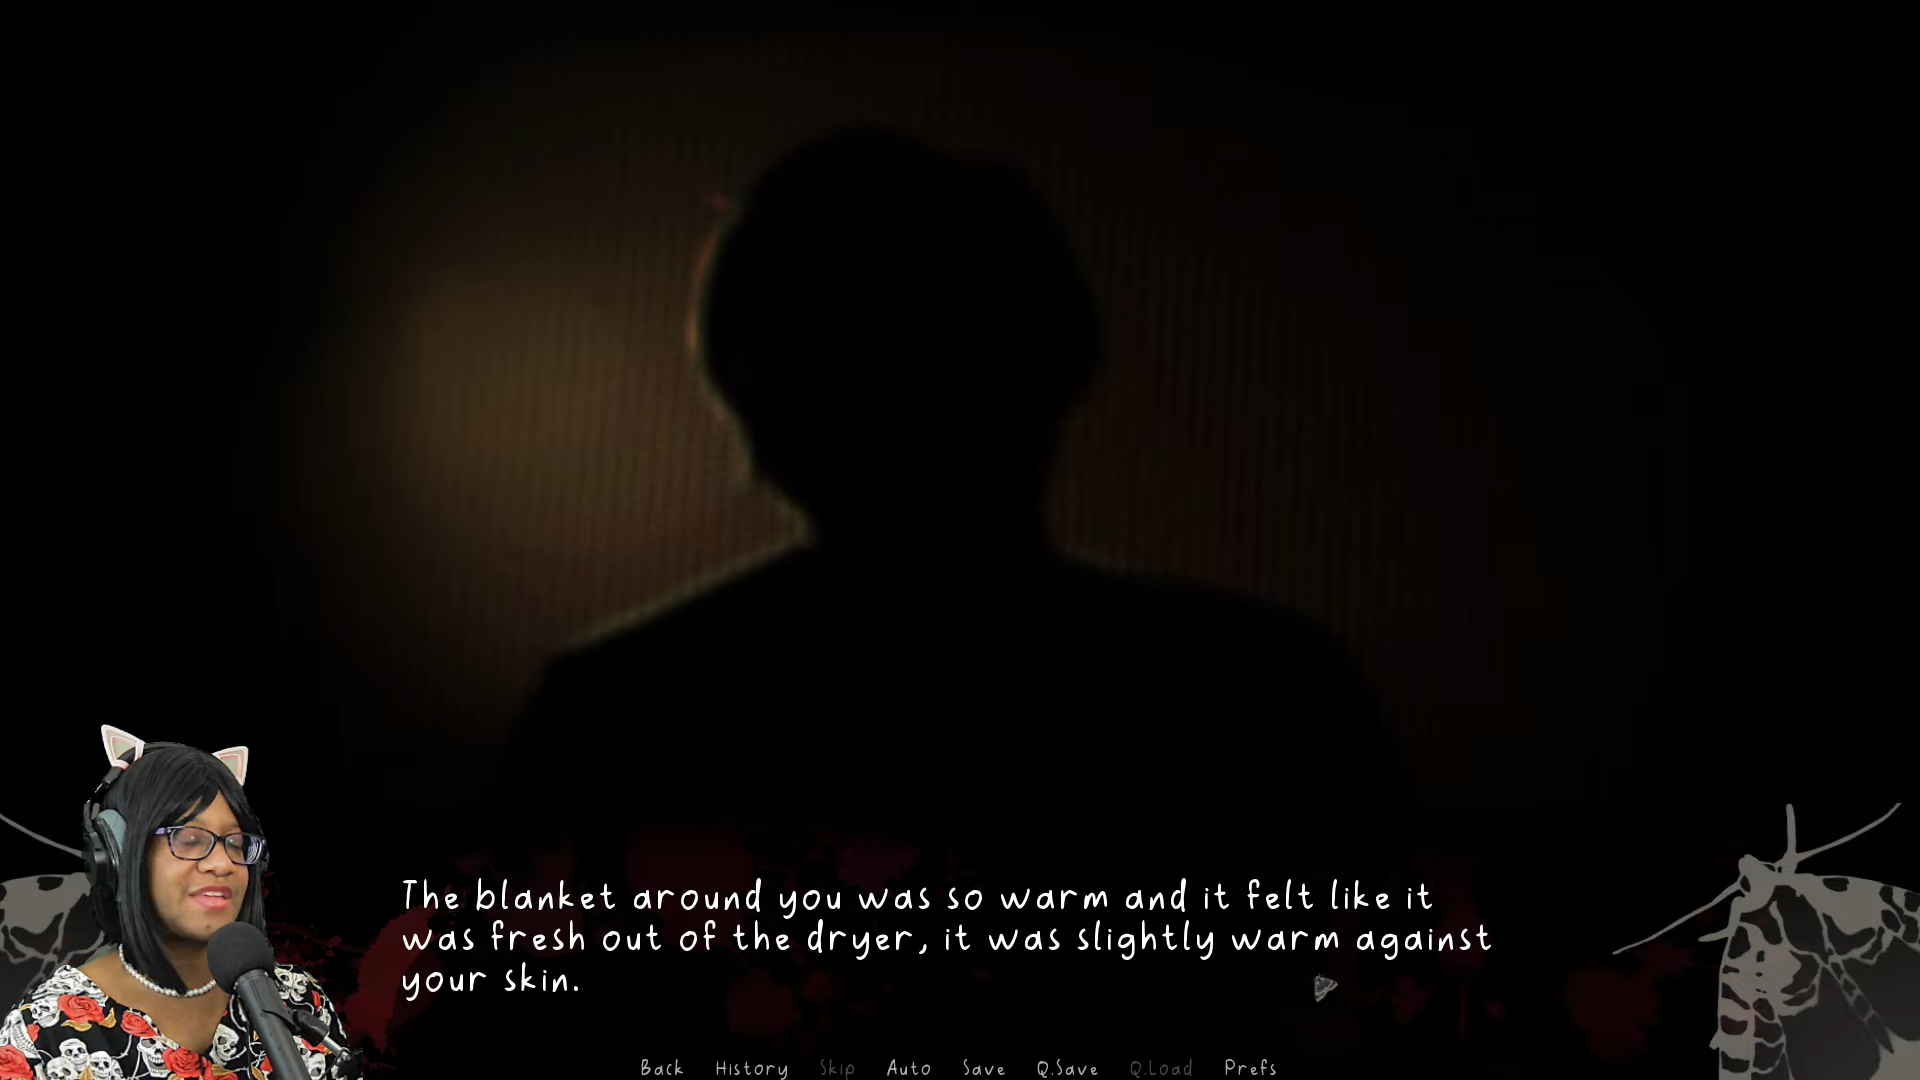 The blanket around you was so warm and it felt like it
was fresh out of the dryer, it was slightly warm against
your skin.
Back History Skip Auto Save Q.Save Q.Load Prefs